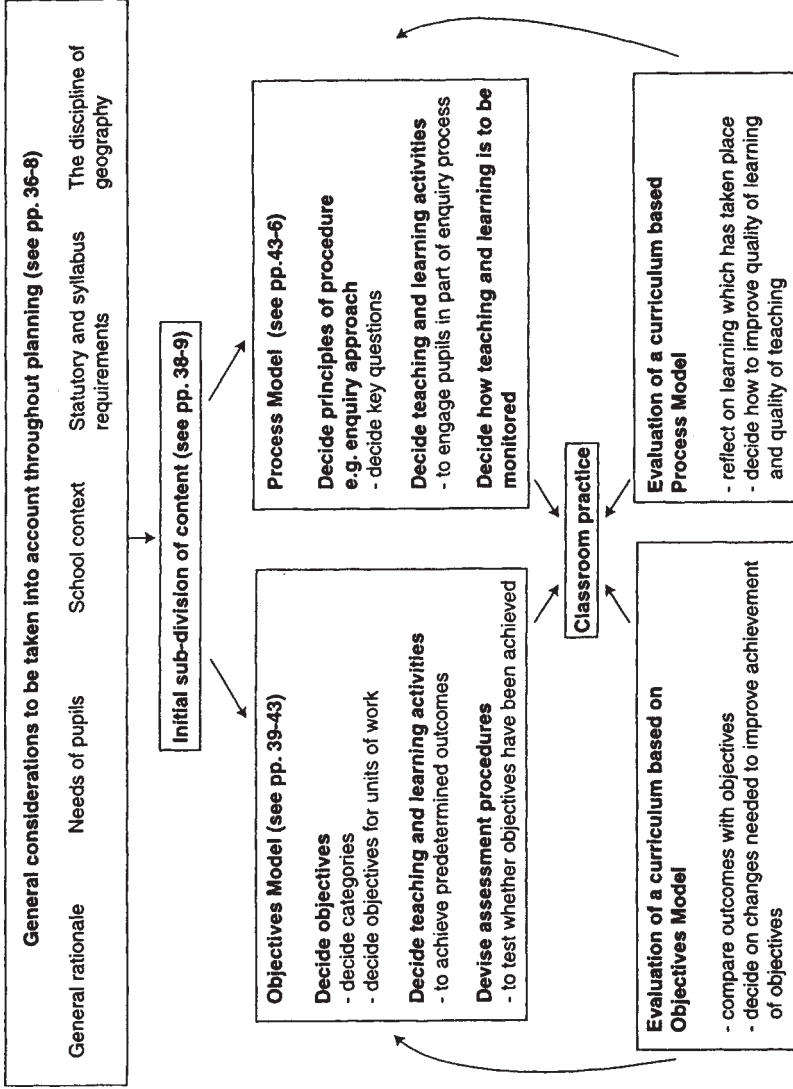 General considerations to be taken into account throughout planning (see pp. 36-8)
General rationale
Needs of pupils
School context
Statutory and syllabus
requirements
The discipline of
geography
Initial sub-division of content (see pp. 38-9)
Objectives Model (see pp. 39-43)
Decide objectives
- decide categories
- decide objectives for units of work
Decide teaching and learning activities
- to achieve predetermined outcomes
Devise assessment procedures
- to test whether objectives have been achieved
Process Model (see pp.43-6)
Decide principles of procedure
e.g. enquiry approach
- decide key questions
Decide teaching and learning activities
- to engage pupils in part of enquiry process
Decide how teaching and learning is to be
monitored
Classroom practice
Evaluation of a curriculum based on
Objectives Model
- compare outcomes with objectives
- decide on changes needed to improve achievement
of objectives
Evaluation of a curriculum based
Process Model
- reflect on learning which has taken place
- decide how to improve quality of learning
and quality of teaching